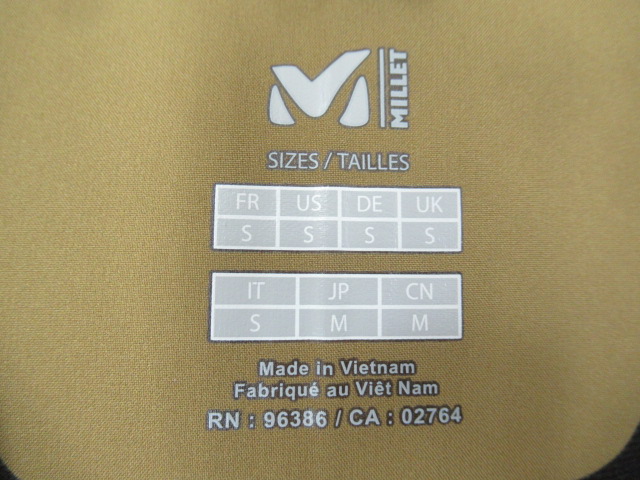 MILLET
SIZES / TAILLES
FR US DE UK
S S S S
IT JP CN
S M M
Made in Vietnam
Fabriqué au Viêt Nam
RN : 96386 / CA : 02764